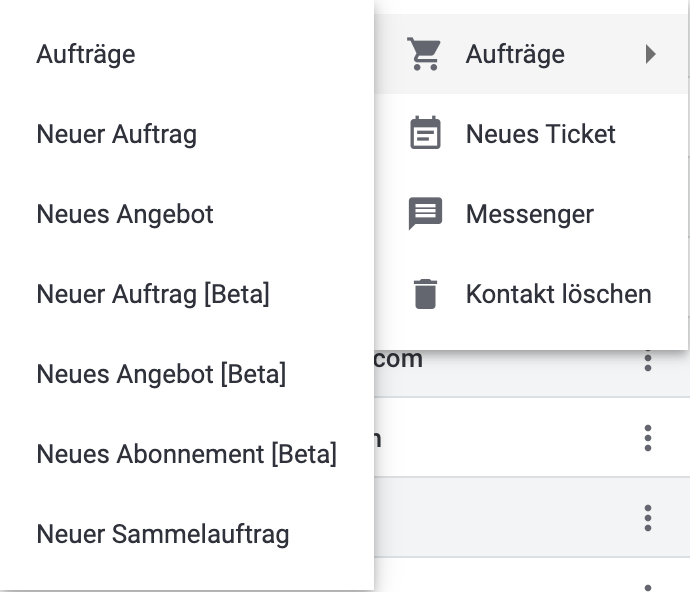 Aufträge
Neuer Auftrag
Neues Angebot
Neuer Auftrag [Beta]
Neues Angebot [Beta]
Neues Abonnement [Beta]
Neuer Sammelauftrag
Aufträge
Neues Ticket
Messenger
Kontakt löschen
com